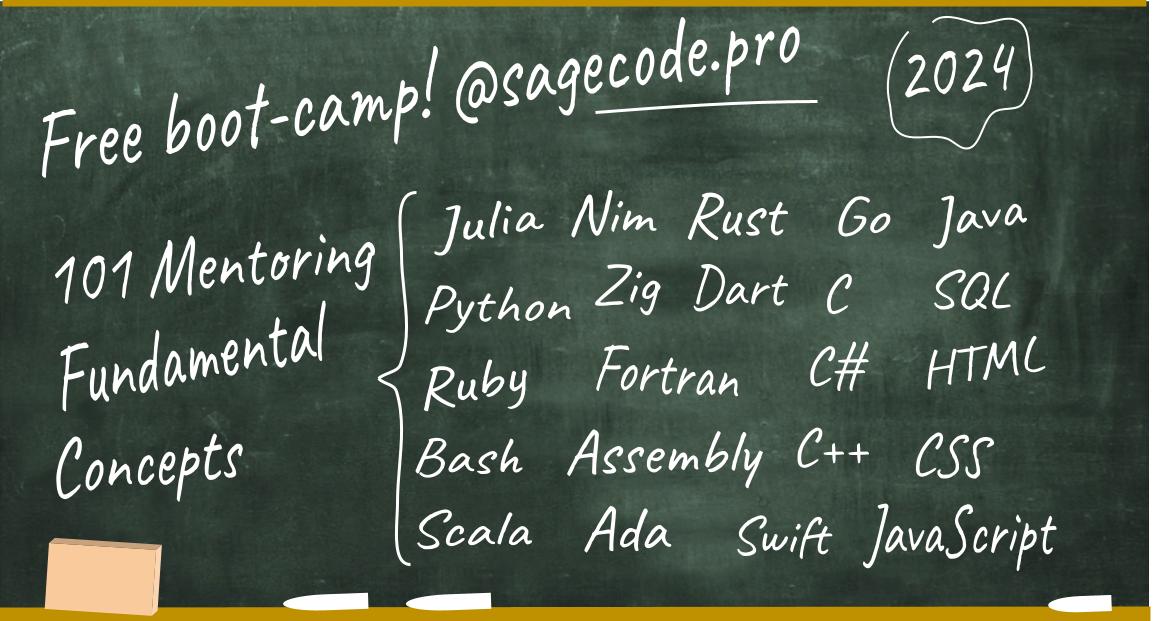 Free boot-camp! @sagecode.pro
2024
101 Mentoring
Fundamental
Concepts
Julia Nim Rust Go Java
Python Zig Dart C SQL
Ruby Fortran C# HTML
Bash Assembly C++ CSS
Scala Ada Swift JavaScript